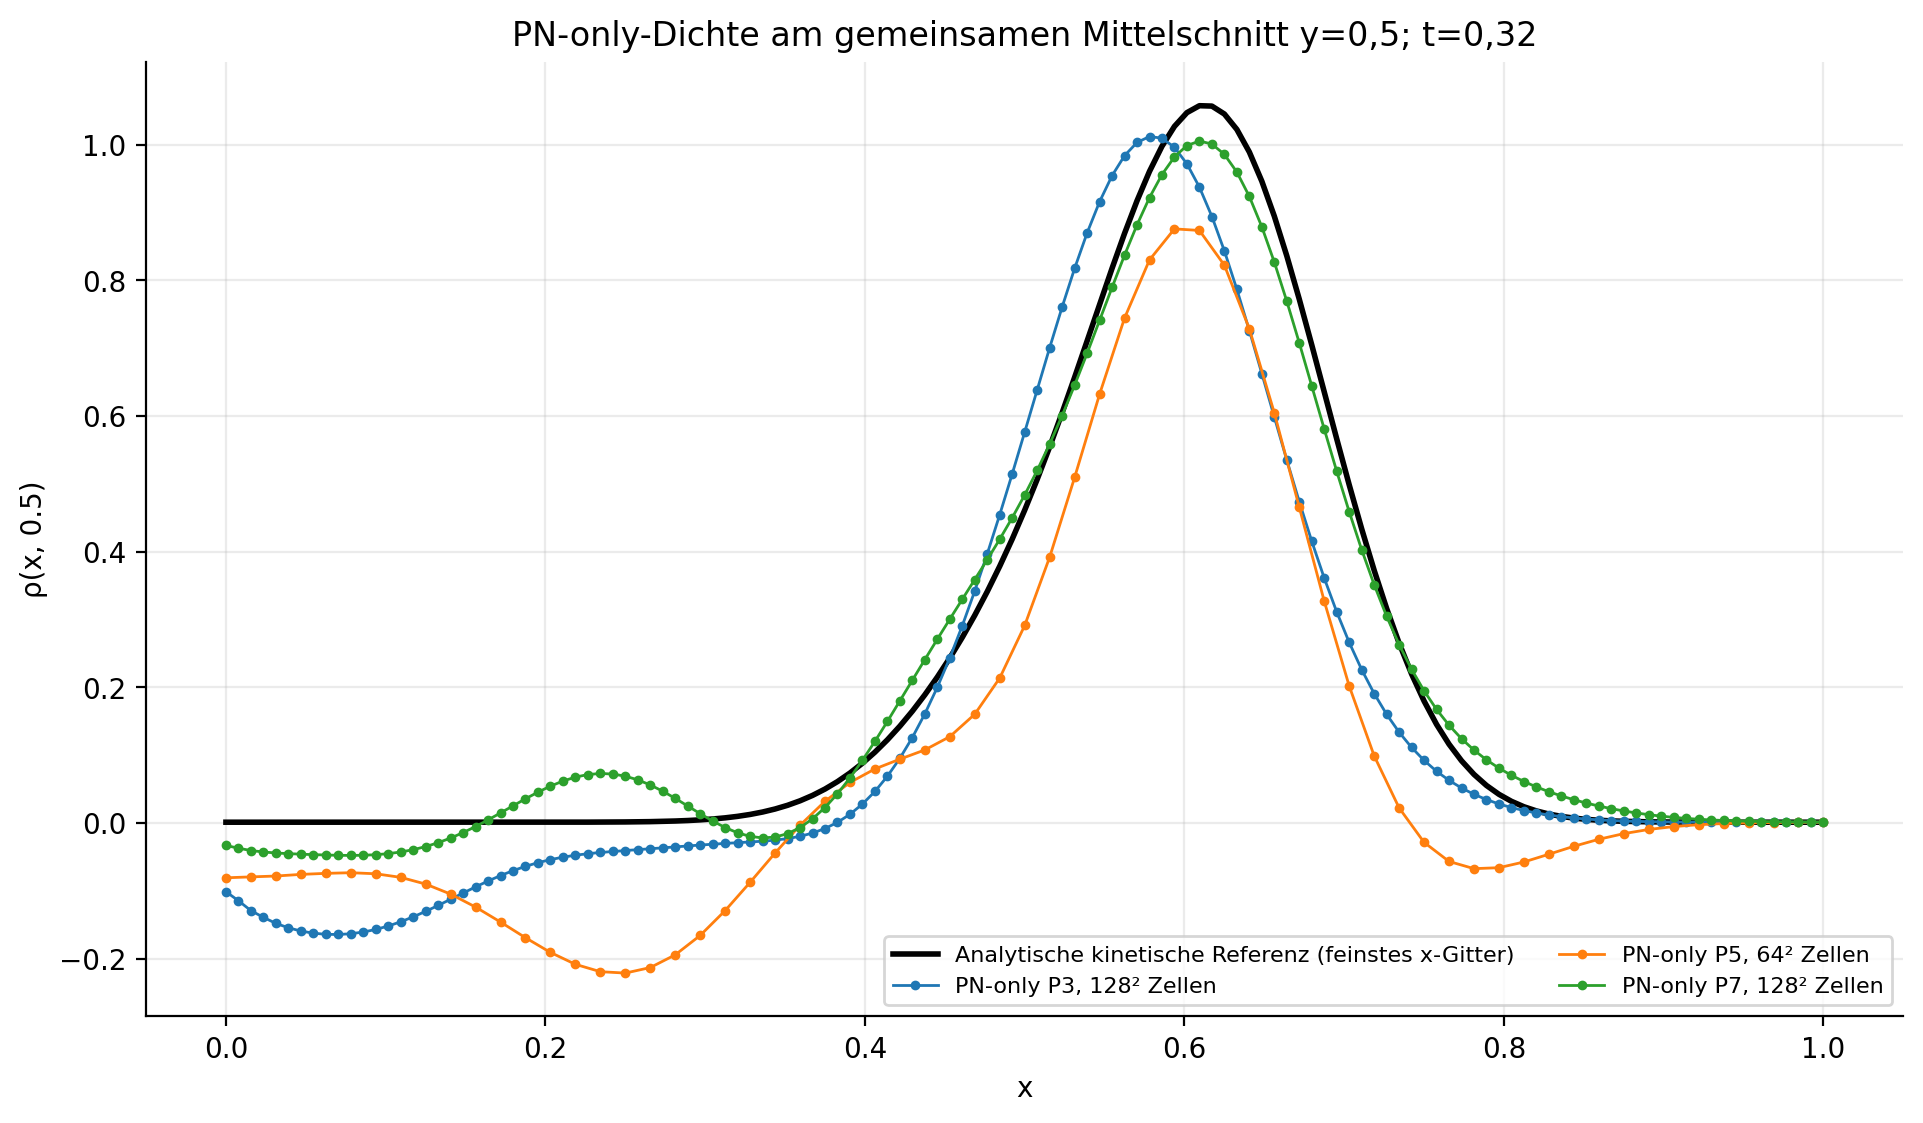 PN-only-Dichte am gemeinsamen Mittelschnitt y=0,5; t=0,32
ρ(x, 0.5)
1.0
0.8
0.6
0.4
0.2
0.0
−0.2
0.0 0.2 0.4 0.6 0.8 1.0
x
Analytische kinetische Referenz (feinstes x-Gitter)
PN-only P3, 128² Zellen
PN-only P5, 64² Zellen
PN-only P7, 128² Zellen